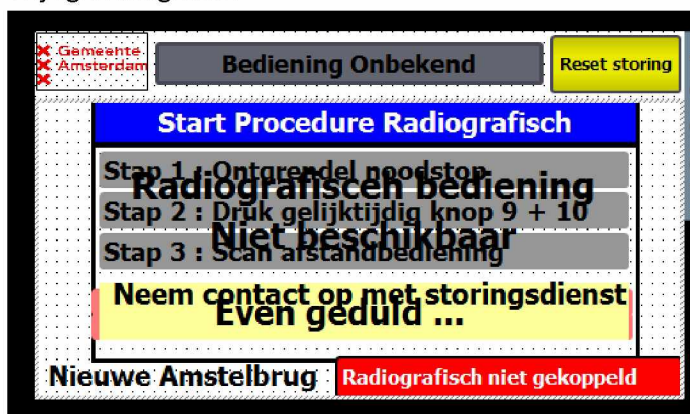 Gemeente
Amsterdam
Bediening Onbekend
Reset storing
Start Procedure Radiografisch
Stap 1 : Ontgrendel noodstop
Radiografiscen bediening
Stap 2 : Druk gelijktijdig knop 9 + 10
Niet beschikbaar
Stap 3 : Scan afstandbediening
Neem contact op met storingsdienst
Even geduld ...
Nieuwe Amstelbrug
Radiografisch niet gekoppeld